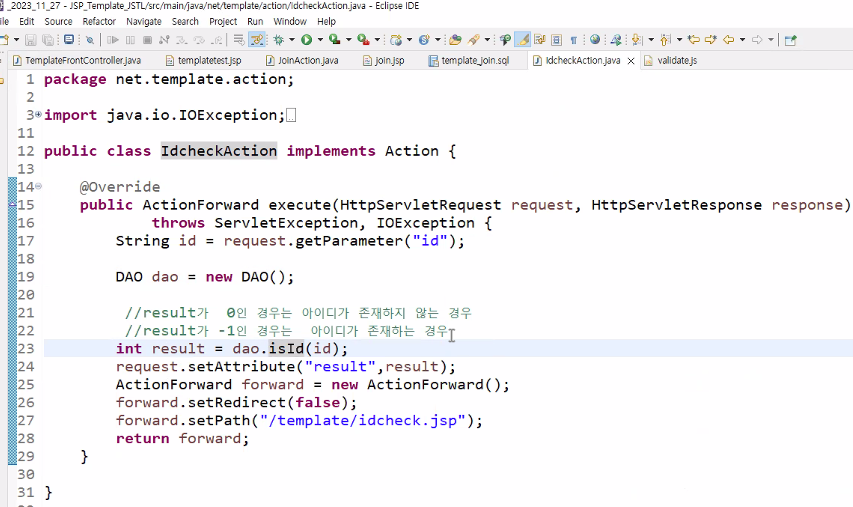 _2023_11_27 - JSP_Template_JSTL/src/main/java/net/template/action/IdcheckAction.java - Eclipse IDE
Edit Source Refactor Navigate Search Project Run Window Help
TemplateFrontController.java templatetest.jsp JoinAction.java join.jsp template_join.sql IdcheckAction.java validate.js
1 package net.template.action;
2
3 import java.io.IOException;
11
12 public class IdcheckAction implements Action {
13
14 @Override
15 public ActionForward execute(HttpServletRequest request, HttpServletResponse response)
16 throws ServletException, IOException {
17 String id = request.getParameter("id");
18
19 DAO dao = new DAO();
20
21 //result가 0인 경우는 아이디가 존재하지 않는 경우
22 //result가 -1인 경우는 아이디가 존재하는 경우
23 int result = dao.isId(id);
24 request.setAttribute("result",result);
25 ActionForward forward = new ActionForward();
26 forward.setRedirect(false);
27 forward.setPath("/template/idcheck.jsp");
28 return forward;
29 }
30
31 }